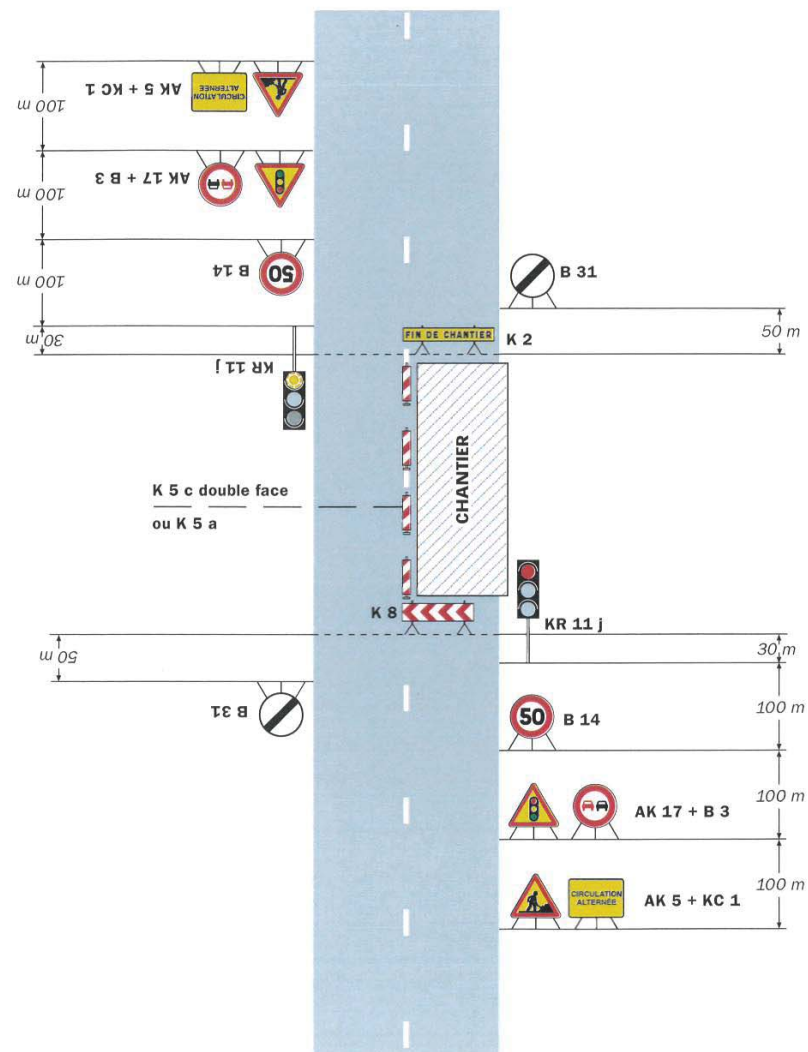 CIRCULATION
ALTERNÉE
AK 5 + KC 1
100 m
AK 17 + B 3
100 m
50
B 14
100 m
30 m
KR 11 j
B 31
50 m
FIN DE CHANTIER
K 2
CHANTIER
K 5 c double face
ou K 5 a
K 8
KR 11 j
30 m
50 m
B 31
50
B 14
100 m
AK 17 + B 3
100 m
CIRCULATION
ALTERNÉE
AK 5 + KC 1
100 m